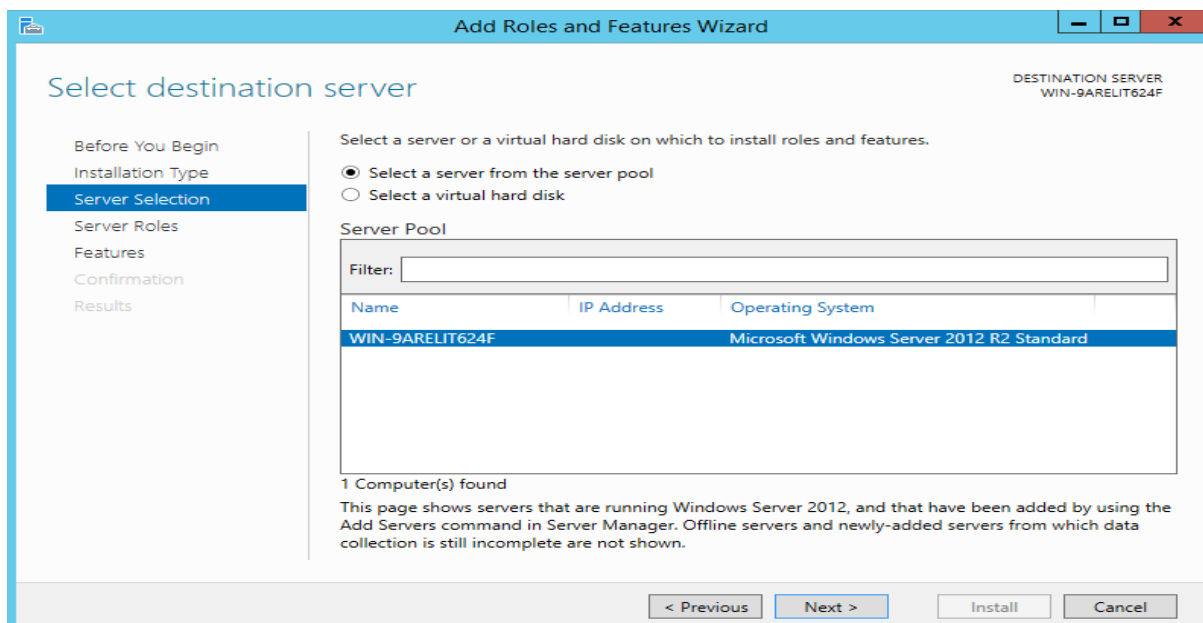 Add Roles and Features Wizard
Select destination server
DESTINATION SERVER
WIN-9ARELIT624F
Before You Begin
Installation Type
Server Selection
Server Roles
Features
Confirmation
Results
Select a server or a virtual hard disk on which to install roles and features.
Select a server from the server pool
Select a virtual hard disk
Server Pool
Filter:
Name IP Address Operating System
WIN-9ARELIT624F Microsoft Windows Server 2012 R2 Standard
1 Computer(s) found
This page shows servers that are running Windows Server 2012, and that have been added by using the
Add Servers command in Server Manager. Offline servers and newly-added servers from which data
collection is still incomplete are not shown.
< Previous Next > Install Cancel